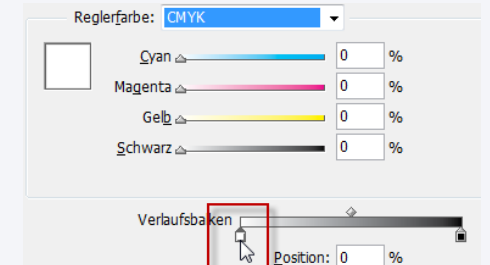 Reglerfarbe: CMYK
Cyan 0 %
Magenta 0 %
Gelb 0 %
Schwarz 0 %
Verlaufsbalken
Position: 0 %